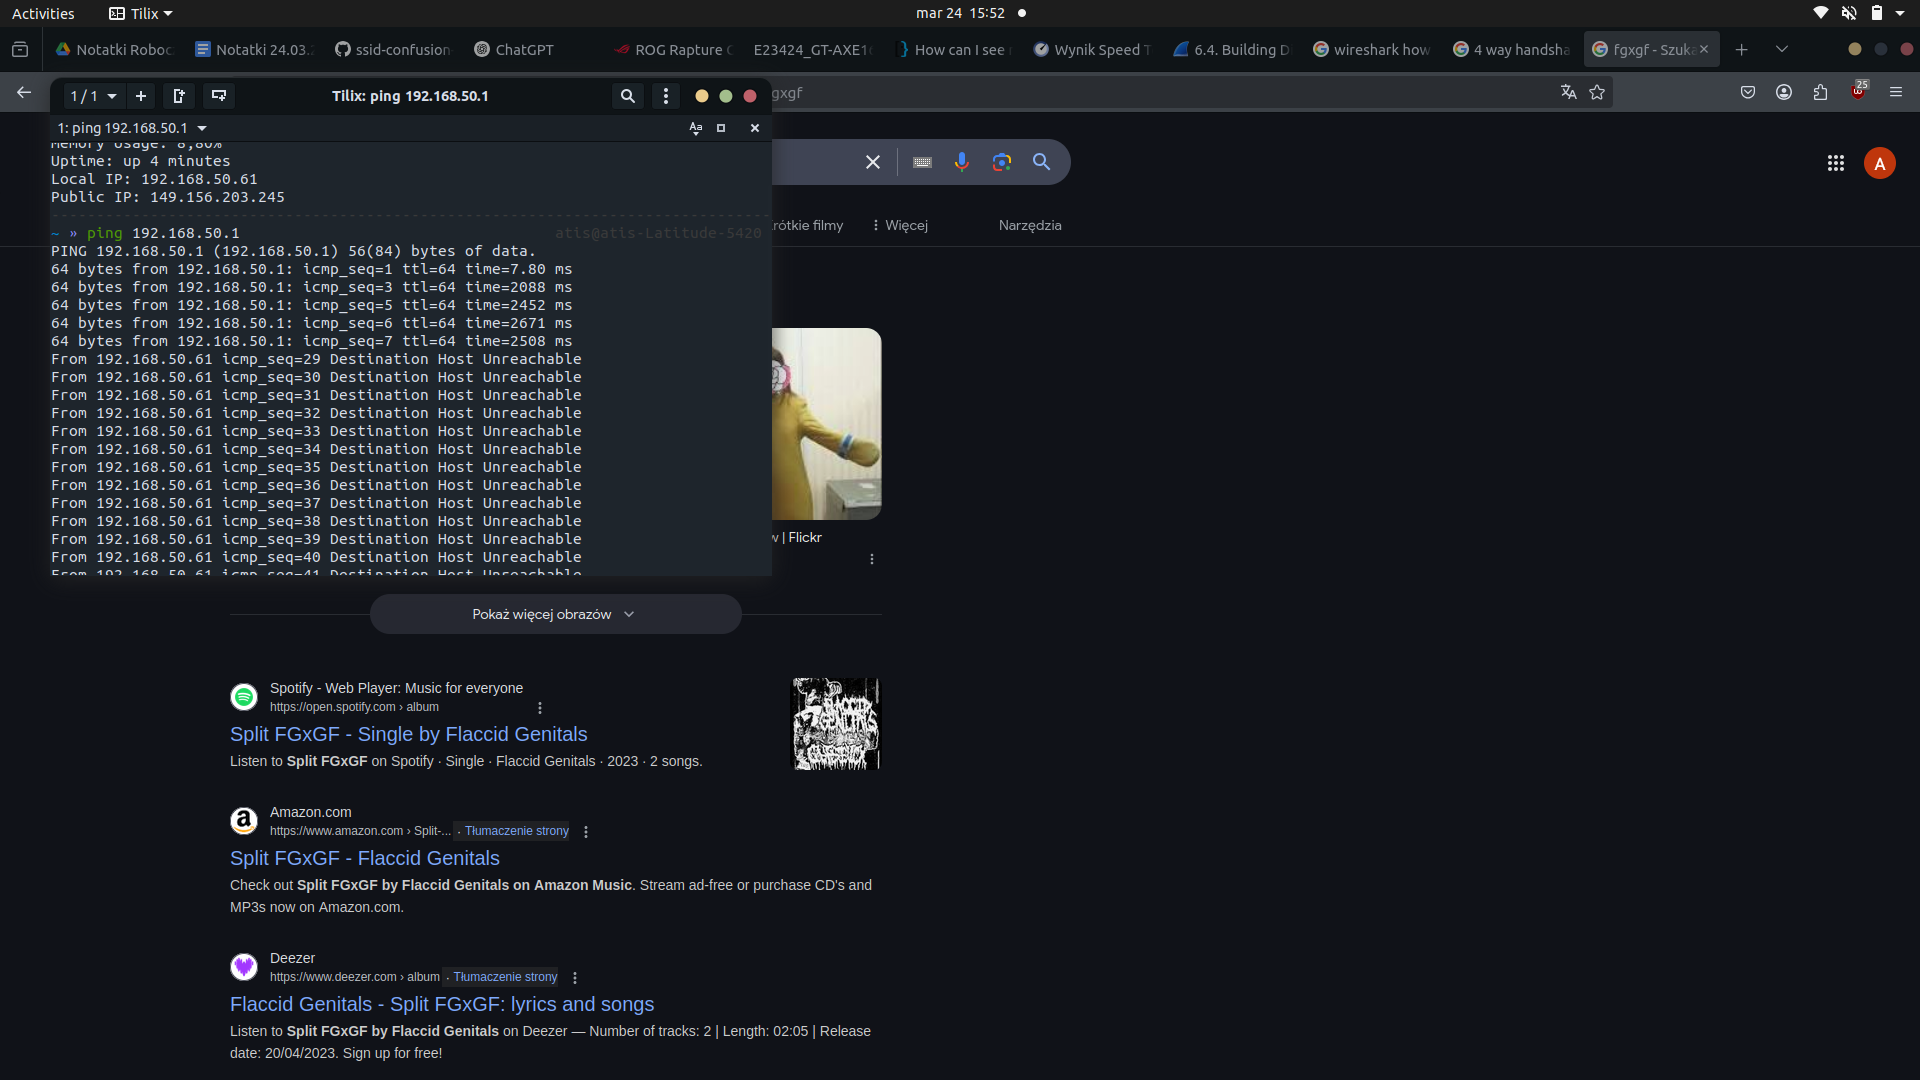 Activities
Tilix
mar 24 15:52
Notatki Roboc
Notatki 24.03.2
ssid-confusion
ChatGPT
ROG Rapture
E23424_GT-AXE1
How can I see
Wynik Speed T
6.4. Building D
wireshark how
4 way handsha
fgxgf - Szuka
1 / 1
Tilix: ping 192.168.50.1
gxgf
25
1: ping 192.168.50.1
Memory Usage: 8,80%
Uptime: up 4 minutes
Local IP: 192.168.50.61
Public IP: 149.156.203.245
~ » ping 192.168.50.1 atis@atis-Latitude-5420
PING 192.168.50.1 (192.168.50.1) 56(84) bytes of data.
64 bytes from 192.168.50.1: icmp_seq=1 ttl=64 time=7.80 ms
64 bytes from 192.168.50.1: icmp_seq=3 ttl=64 time=2088 ms
64 bytes from 192.168.50.1: icmp_seq=5 ttl=64 time=2452 ms
64 bytes from 192.168.50.1: icmp_seq=6 ttl=64 time=2671 ms
64 bytes from 192.168.50.1: icmp_seq=7 ttl=64 time=2508 ms
From 192.168.50.61 icmp_seq=29 Destination Host Unreachable
From 192.168.50.61 icmp_seq=30 Destination Host Unreachable
From 192.168.50.61 icmp_seq=31 Destination Host Unreachable
From 192.168.50.61 icmp_seq=32 Destination Host Unreachable
From 192.168.50.61 icmp_seq=33 Destination Host Unreachable
From 192.168.50.61 icmp_seq=34 Destination Host Unreachable
From 192.168.50.61 icmp_seq=35 Destination Host Unreachable
From 192.168.50.61 icmp_seq=36 Destination Host Unreachable
From 192.168.50.61 icmp_seq=37 Destination Host Unreachable
From 192.168.50.61 icmp_seq=38 Destination Host Unreachable
From 192.168.50.61 icmp_seq=39 Destination Host Unreachable
From 192.168.50.61 icmp_seq=40 Destination Host Unreachable
From 192.168.50.61 icmp_seq=41 Destination Host Unreachable
A
rótkie filmy
Więcej
Narzędzia
w | Flickr
Pokaż więcej obrazów
Spotify - Web Player: Music for everyone
https://open.spotify.com › album
Split FGxGF - Single by Flaccid Genitals
Listen to Split FGxGF on Spotify · Single · Flaccid Genitals · 2023 · 2 songs.
Amazon.com
https://www.amazon.com › Split-... · Tłumaczenie strony
Split FGxGF - Flaccid Genitals
Check out Split FGxGF by Flaccid Genitals on Amazon Music. Stream ad-free or purchase CD's and
MP3s now on Amazon.com.
Deezer
https://www.deezer.com › album · Tłumaczenie strony
Flaccid Genitals - Split FGxGF: lyrics and songs
Listen to Split FGxGF by Flaccid Genitals on Deezer — Number of tracks: 2 | Length: 02:05 | Release
date: 20/04/2023. Sign up for free!